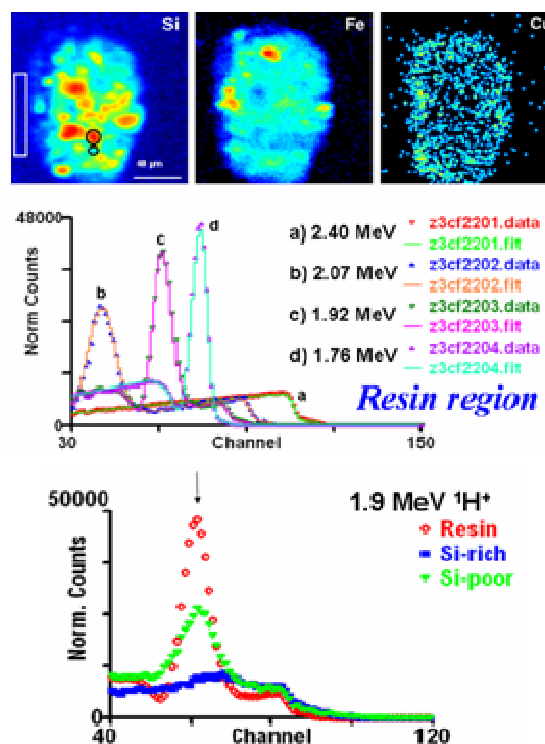 Si
Fe
Cu
40 µm
48000
Norm Counts
30
Channel
150
b
c
d
a
a) 2.40 MeV
b) 2.07 MeV
c) 1.92 MeV
d) 1.76 MeV
z3cf2201.data
z3cf2201.fit
z3cf2202.data
z3cf2202.fit
z3cf2203.data
z3cf2203.fit
z3cf2204.data
z3cf2204.fit
Resin region
50000
Norm. Counts
0
40
Channel
120
1.9 MeV ¹H⁺
Resin
Si-rich
Si-poor